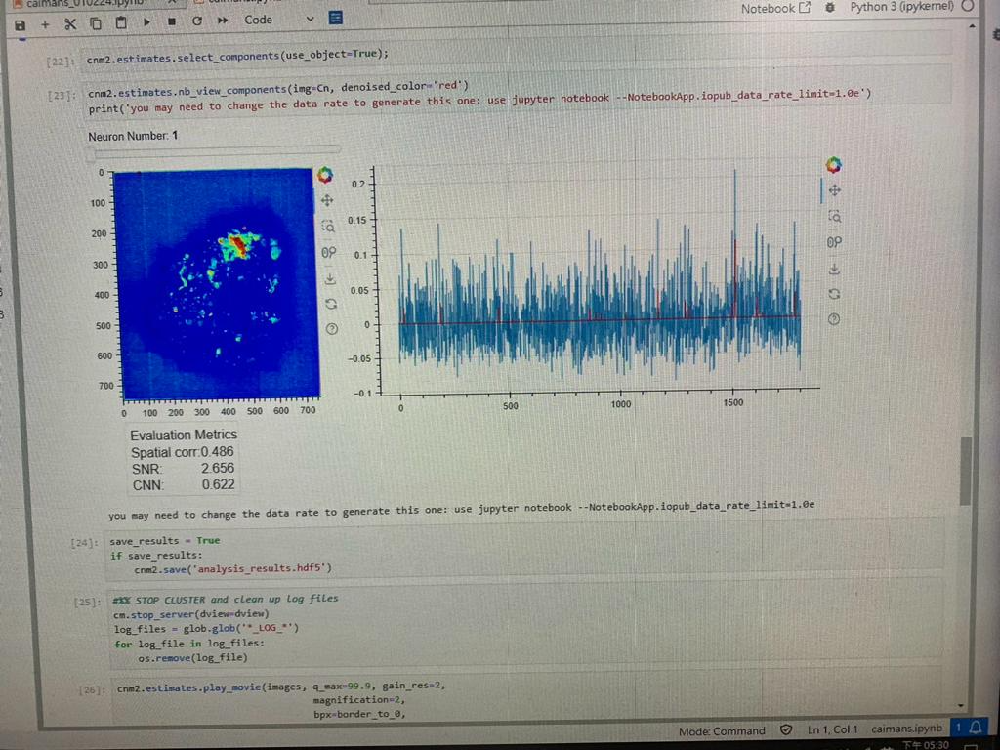 caimans_010224.ipynb
Code
Notebook
Python 3 (ipykernel)
[22]: cnm2.estimates.select_components(use_object=True);
[23]: cnm2.estimates.nb_view_components(img=Cn, denoised_color='red')
print('you may need to change the data rate to generate this one: use jupyter notebook --NotebookApp.iopub_data_rate_limit=1.0e')
Neuron Number: 1
0
100
200
300
400
500
600
700
0 100 200 300 400 500 600 700
0.2
0.15
0.1
0.05
0
-0.05
-0.1
0 500 1000 1500
Evaluation Metrics
Spatial corr:0.486
SNR: 2.656
CNN: 0.622
you may need to change the data rate to generate this one: use jupyter notebook --NotebookApp.iopub_data_rate_limit=1.0e
[24]: save_results = True
if save_results:
cnm2.save('analysis_results.hdf5')
[25]: #%% STOP CLUSTER and clean up log files
cm.stop_server(dview=dview)
log_files = glob.glob('*_LOG_*')
for log_file in log_files:
os.remove(log_file)
[26]: cnm2.estimates.play_movie(images, q_max=99.9, gain_res=2,
magnification=2,
bpx=border_to_0,
Mode: Command Ln 1, Col 1 caimans.ipynb 1
下午 05:30